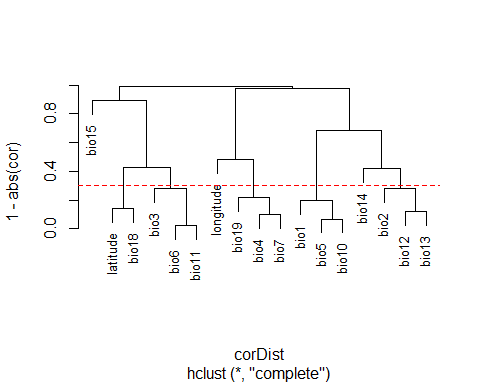 1 - abs(cor)
0.8
0.4
0.0
bio15
latitude
bio18
bio3
bio6
bio11
longitude
bio19
bio4
bio7
bio1
bio5
bio10
bio14
bio2
bio12
bio13
corDist
hclust (*, "complete")